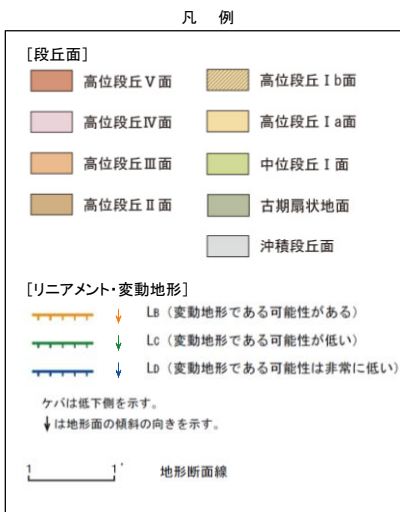 凡 例
[段丘面]
高位段丘Ⅴ面
高位段丘Ⅰb面
高位段丘Ⅳ面
高位段丘Ⅰa面
高位段丘Ⅲ面
中位段丘Ⅰ面
高位段丘Ⅱ面
古期扇状地面
沖積段丘面
[リニアメント・変動地形]
LB (変動地形である可能性がある)
LC (変動地形である可能性が低い)
LD (変動地形である可能性は非常に低い)
ケバは低下側を示す。
↓は地形面の傾斜の向きを示す。
1 1' 地形断面線